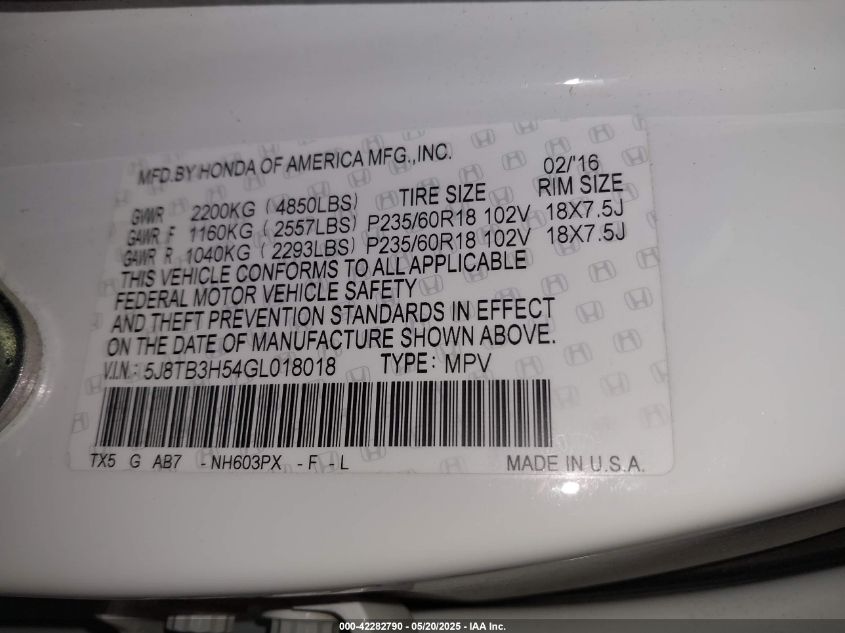 MFD.BY HONDA OF AMERICA MFG.,INC. 02/'16
TIRE SIZE RIM SIZE
GVWR 2200KG (4850LBS)
GAWR F 1160KG (2557LBS) P235/60R18 102V 18X7.5J
GAWR R 1040KG (2293LBS) P235/60R18 102V 18X7.5J
THIS VEHICLE CONFORMS TO ALL APPLICABLE
FEDERAL MOTOR VEHICLE SAFETY
AND THEFT PREVENTION STANDARDS IN EFFECT
ON THE DATE OF MANUFACTURE SHOWN ABOVE.
V.I.N.: 5J8TB3H54GL018018 TYPE: MPV
TX5 G AB7 -NH603PX -F -L MADE IN U.S.A.
000-42282790 - 05/20/2025 - IAA Inc.